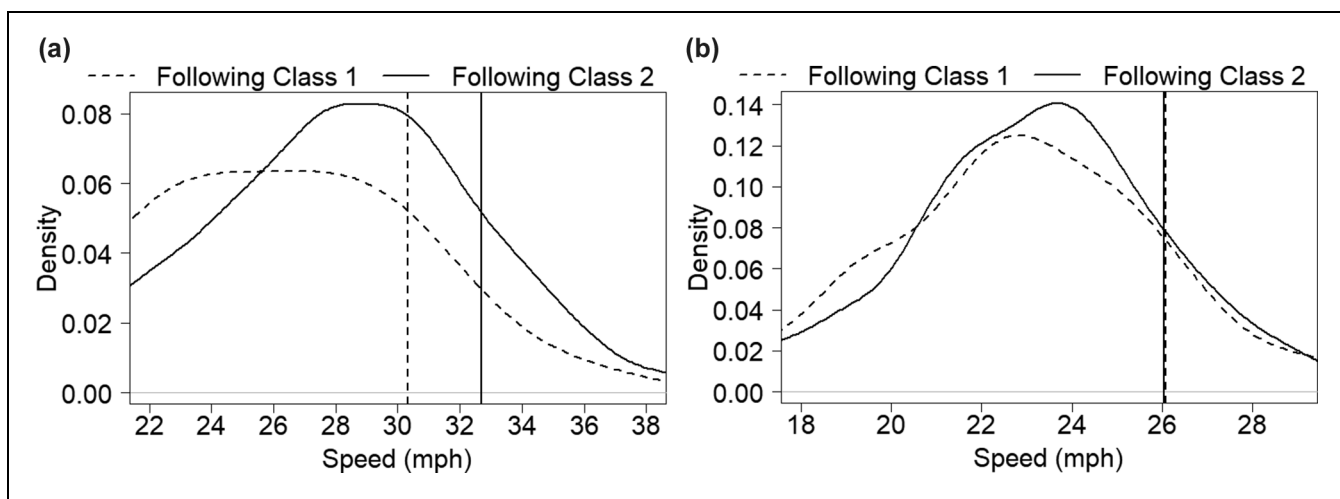 (a)
Following Class 1
Following Class 2
Density
0.08
0.06
0.04
0.02
0.00
22 24 26 28 30 32 34 36 38
Speed (mph)
(b)
Following Class 1
Following Class 2
Density
0.14
0.12
0.10
0.08
0.06
0.04
0.02
0.00
18 20 22 24 26 28
Speed (mph)